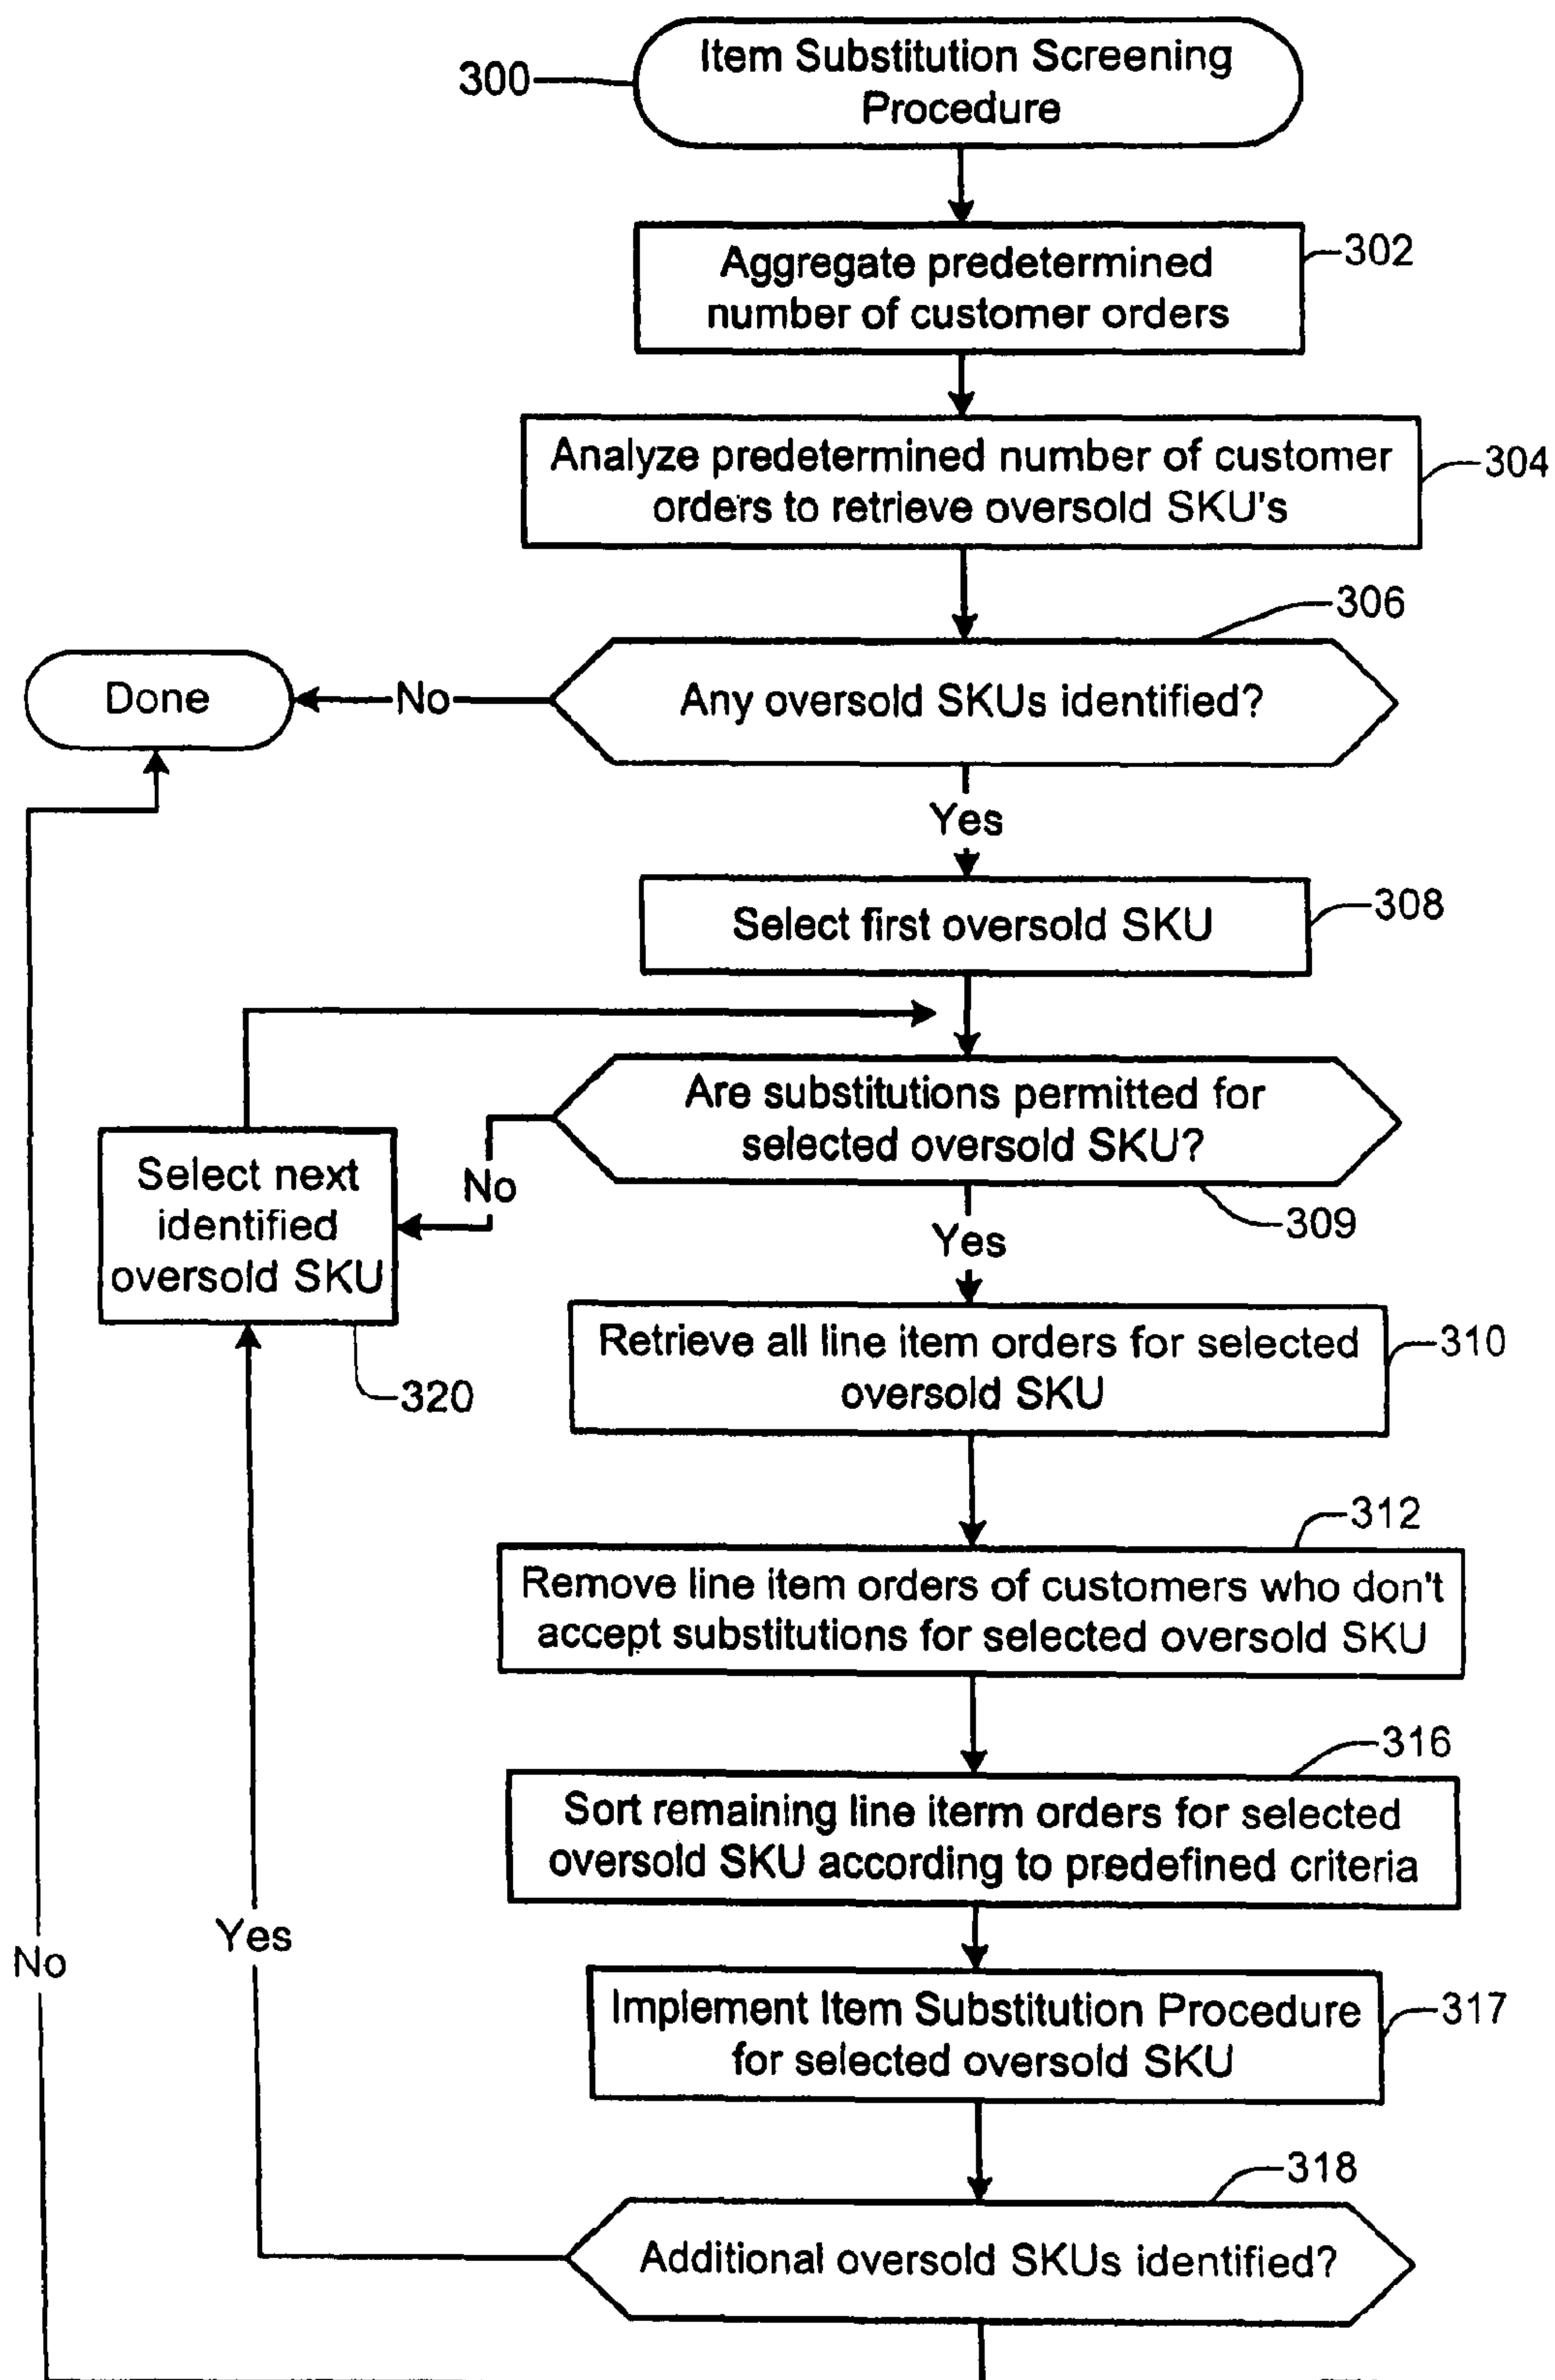 300
Item Substitution Screening
Procedure
302
Aggregate predetermined
number of customer orders
Analyze predetermined number of customer
orders to retrieve oversold SKU's
304
306
Done
No
Any oversold SKUs identified?
Yes
Select first oversold SKU
308
Are substitutions permitted for
selected oversold SKU?
No
309
Yes
Select next
identified
oversold SKU
320
Retrieve all line item orders for selected
oversold SKU
310
312
Remove line item orders of customers who don't
accept substitutions for selected oversold SKU
316
Sort remaining line iterm orders for selected
oversold SKU according to predefined criteria
Yes
No
Implement Item Substitution Procedure
for selected oversold SKU
317
318
Additional oversold SKUs identified?